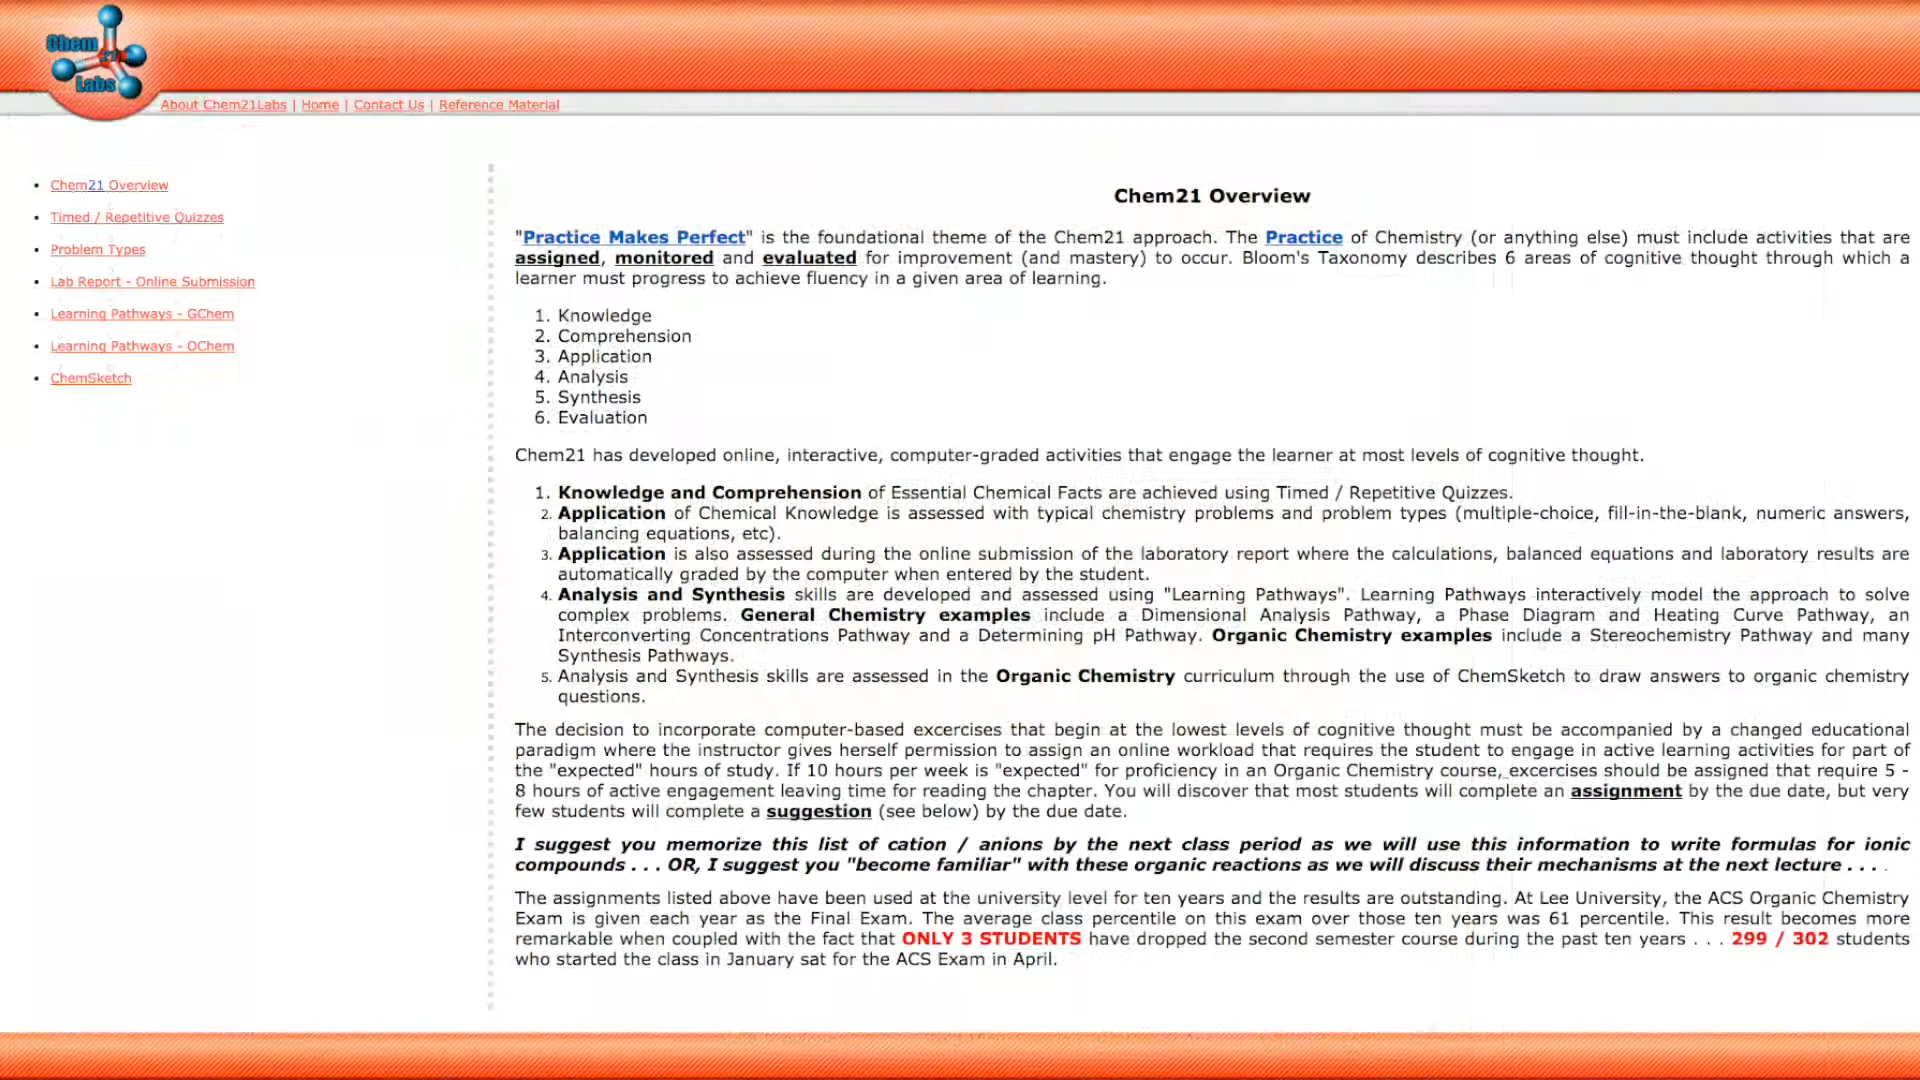 Chem
21
Labs
About Chem21Labs | Home | Contact Us | Reference Material
• Chem21 Overview
• Timed / Repetitive Quizzes
• Problem Types
• Lab Report - Online Submission
• Learning Pathways - GChem
• Learning Pathways - OChem
• ChemSketch
Chem21 Overview
"Practice Makes Perfect" is the foundational theme of the Chem21 approach. The Practice of Chemistry (or anything else) must include activities that are
assigned, monitored and evaluated for improvement (and mastery) to occur. Bloom's Taxonomy describes 6 areas of cognitive thought through which a
learner must progress to achieve fluency in a given area of learning.
1. Knowledge
2. Comprehension
3. Application
4. Analysis
5. Synthesis
6. Evaluation
Chem21 has developed online, interactive, computer-graded activities that engage the learner at most levels of cognitive thought.
1. Knowledge and Comprehension of Essential Chemical Facts are achieved using Timed / Repetitive Quizzes.
2. Application of Chemical Knowledge is assessed with typical chemistry problems and problem types (multiple-choice, fill-in-the-blank, numeric answers,
balancing equations, etc).
3. Application is also assessed during the online submission of the laboratory report where the calculations, balanced equations and laboratory results are
automatically graded by the computer when entered by the student.
4. Analysis and Synthesis skills are developed and assessed using "Learning Pathways". Learning Pathways interactively model the approach to solve
complex problems. General Chemistry examples include a Dimensional Analysis Pathway, a Phase Diagram and Heating Curve Pathway, an
Interconverting Concentrations Pathway and a Determining pH Pathway. Organic Chemistry examples include a Stereochemistry Pathway and many
Synthesis Pathways.
5. Analysis and Synthesis skills are assessed in the Organic Chemistry curriculum through the use of ChemSketch to draw answers to organic chemistry
questions.
The decision to incorporate computer-based excercises that begin at the lowest levels of cognitive thought must be accompanied by a changed educational
paradigm where the instructor gives herself permission to assign an online workload that requires the student to engage in active learning activities for part of
the "expected" hours of study. If 10 hours per week is "expected" for proficiency in an Organic Chemistry course, excercises should be assigned that require 5 -
8 hours of active engagement leaving time for reading the chapter. You will discover that most students will complete an assignment by the due date, but very
few students will complete a suggestion (see below) by the due date.
I suggest you memorize this list of cation / anions by the next class period as we will use this information to write formulas for ionic
compounds . . . OR, I suggest you "become familiar" with these organic reactions as we will discuss their mechanisms at the next lecture . . . .
The assignments listed above have been used at the university level for ten years and the results are outstanding. At Lee University, the ACS Organic Chemistry
Exam is given each year as the Final Exam. The average class percentile on this exam over those ten years was 61 percentile. This result becomes more
remarkable when coupled with the fact that ONLY 3 STUDENTS have dropped the second semester course during the past ten years . . . 299 / 302 students
who started the class in January sat for the ACS Exam in April.